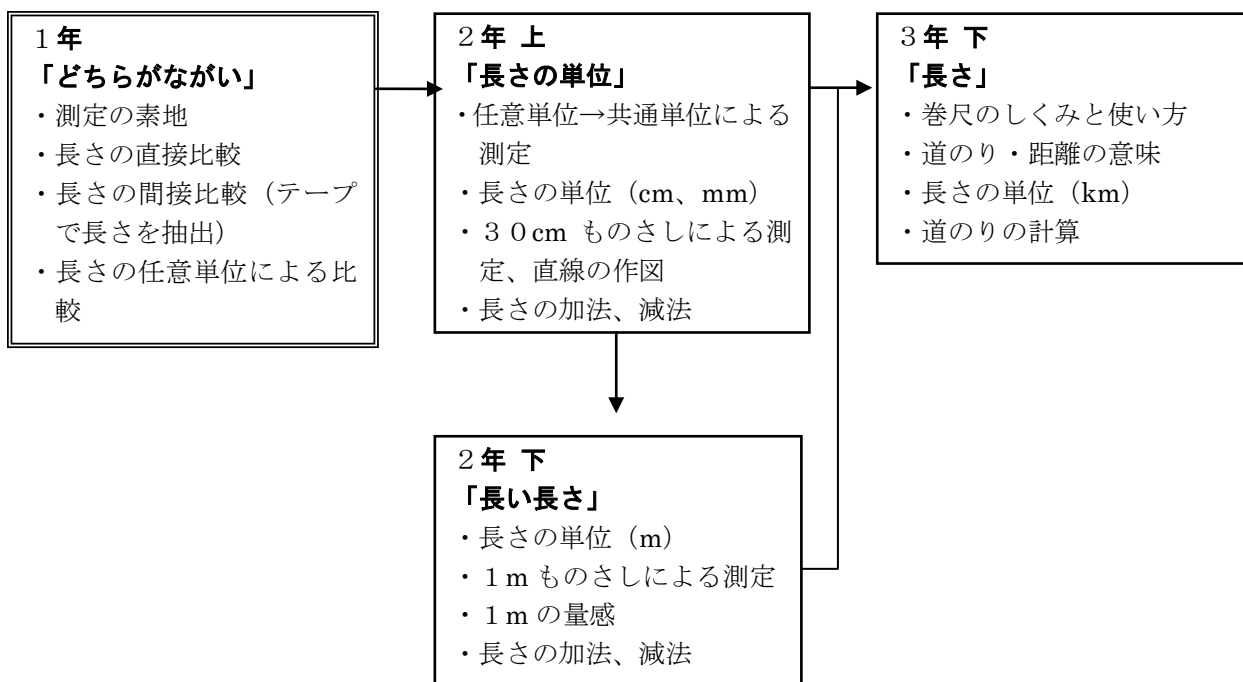 １年
「どちらがながい」
・測定の素地
・長さの直接比較
・長さの間接比較（テープ
で長さを抽出）
・長さの任意単位による比
較
２年 上
「長さの単位」
・任意単位→共通単位による
測定
・長さの単位（cm、mm）
・３０cm ものさしによる測
定、直線の作図
・長さの加法、減法
３年 下
「長さ」
・巻尺のしくみと使い方
・道のり・距離の意味
・長さの単位（km）
・道のりの計算
２年 下
「長い長さ」
・長さの単位（m）
・１m ものさしによる測定
・１m の量感
・長さの加法、減法